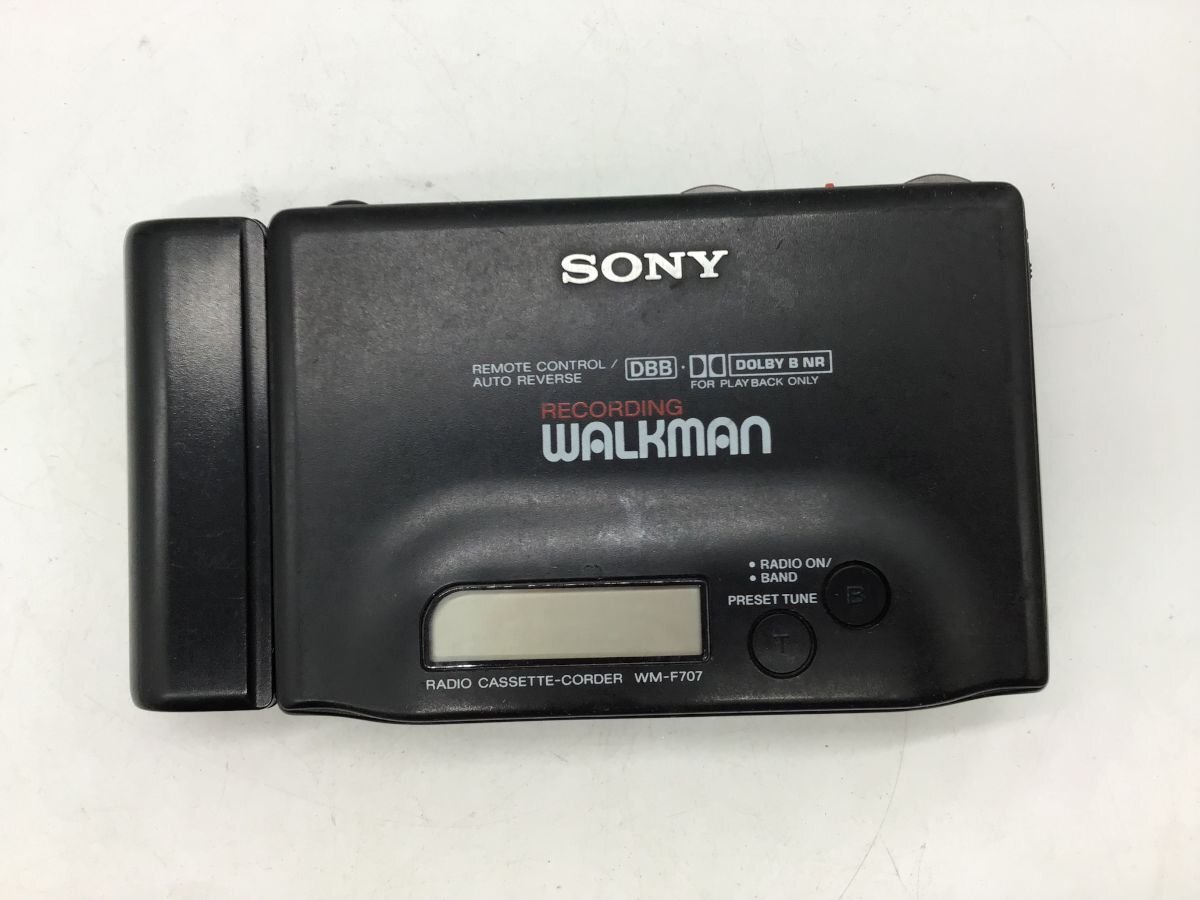 SONY
REMOTE CONTROL /
AUTO REVERSE
DBB · DOLBY B NR
FOR PLAYBACK ONLY
RECORDING
WALKMAN
• RADIO ON/
• BAND
B
PRESET TUNE
T
RADIO CASSETTE-CORDER WM-F707